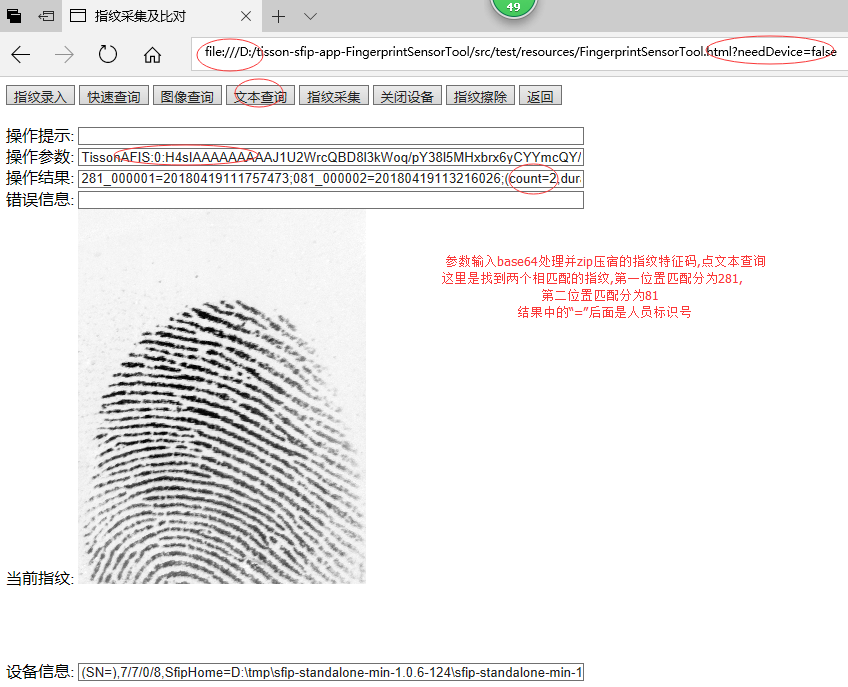 49
指纹采集及比对
file:///D:/tisson-sfip-app-FingerprintSensorTool/src/test/resources/FingerprintSensorTool.html?needDevice=false
指纹录入 快速查询 图像查询 文本查询 指纹采集 关闭设备 指纹擦除 返回
操作提示:
操作参数: TissonAFIS:0:H4sIAAAAAAAAAJ1U2WrcQBD8I3kWoq/pY38l5MHxbrx6yCYYmcQY/
操作结果: 281_000001=20180419111757473;081_000002=20180419113216026;(count=2,dur
错误信息:
参数输入base64处理并zip压宿的指纹特征码,点文本查询
这里是找到两个相匹配的指纹,第一位置匹配分为281,
第二位置匹配分为81
结果中的“=”后面是人员标识号
当前指纹:
设备信息: (SN=),7/7/0/8,SfipHome=D:\tmp\sfip-standalone-min-1.0.6-124\sfip-standalone-min-1